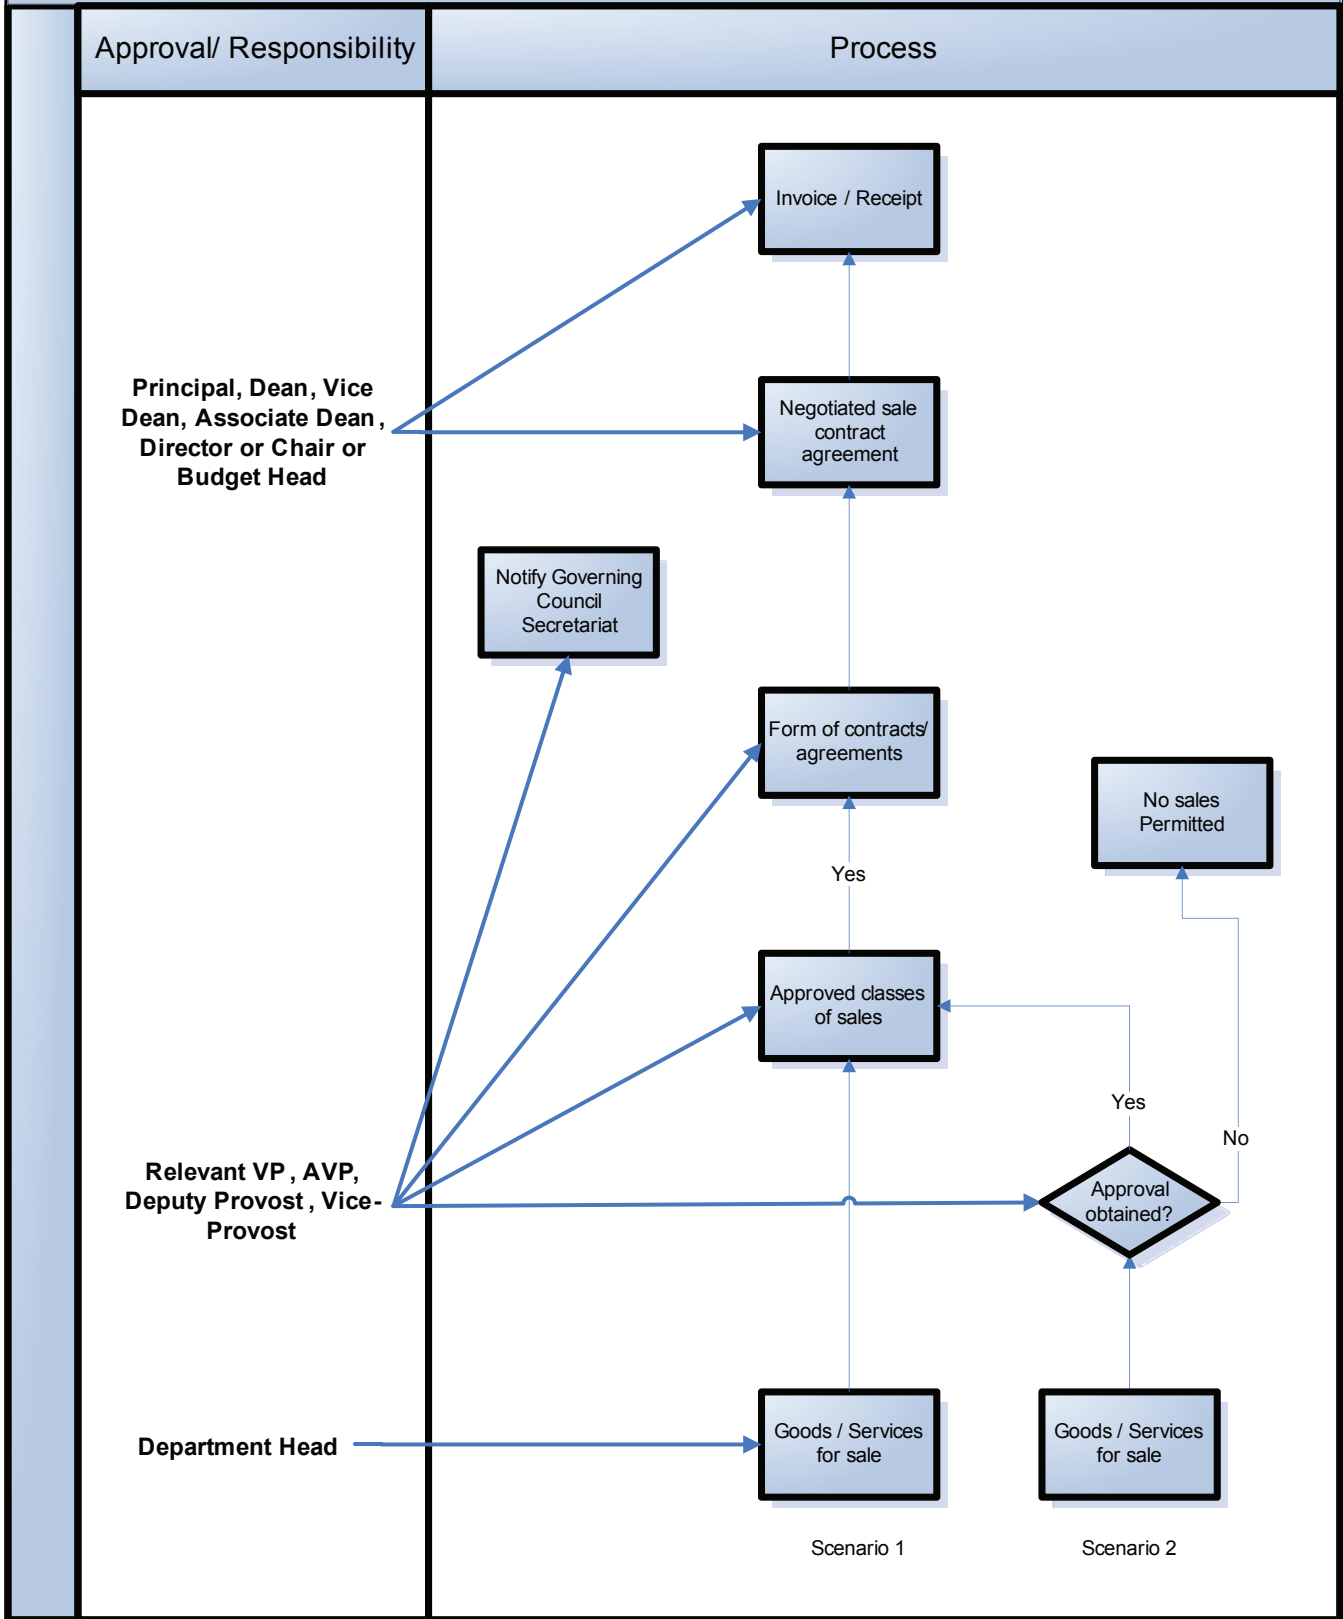 Approval/ Responsibility
Process
Invoice / Receipt
Principal, Dean, Vice
Dean, Associate Dean,
Director or Chair or
Budget Head
Negotiated sale
contract
agreement
Notify Governing
Council
Secretariat
Form of contracts/
agreements
No sales
Permitted
Yes
Approved classes
of sales
Yes
No
Relevant VP, AVP,
Deputy Provost, Vice-
Provost
Approval
obtained?
Department Head
Goods / Services
for sale
Goods / Services
for sale
Scenario 1
Scenario 2